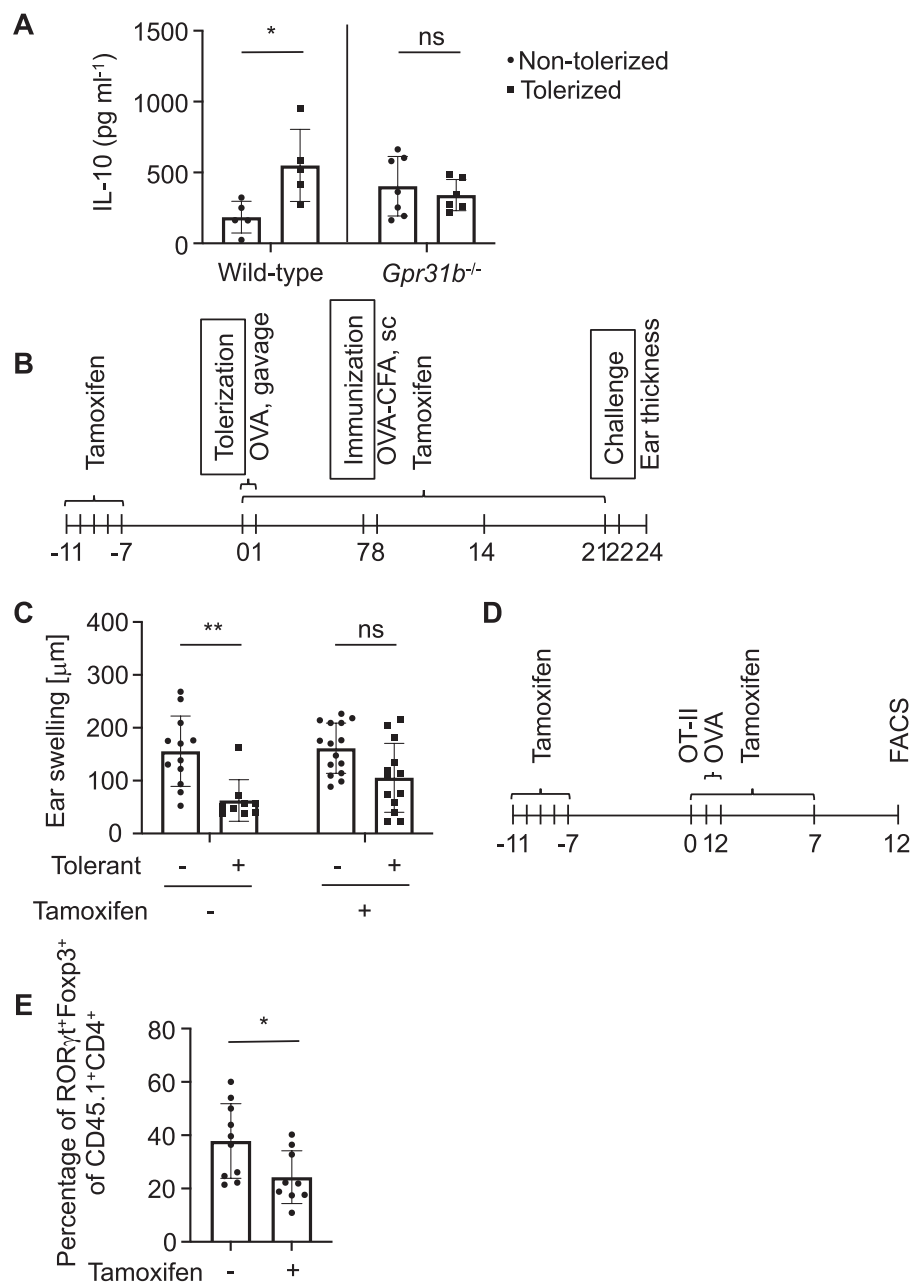 A
1500
1000
500
0
IL-10 (pg ml-1)
*
ns
Non-tolerized
Tolerized
Wild-type
Gpr31b-/-
B
Tamoxifen
Tolerization
OVA, gavage
Immunization
OVA-CFA, sc
Tamoxifen
Challenge
Ear thickness
-11 -7 01 78 14 212224
C
400
300
200
100
0
Ear swelling [μm]
**
ns
Tolerant - + - +
Tamoxifen - +
D
Tamoxifen
OT-II
OVA
Tamoxifen
FACS
-11 -7 0 12 7 12
E
Percentage of RORγt+Foxp3+
of CD45.1+CD4+
80
60
40
20
0
*
Tamoxifen - +